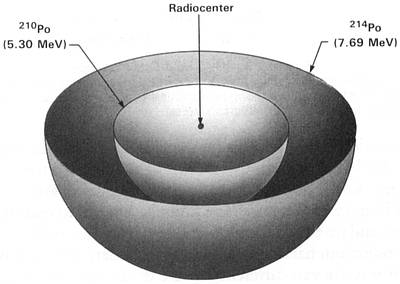 Radiocenter
²¹⁰Po
(5.30 MeV)
²¹⁴Po
(7.69 MeV)